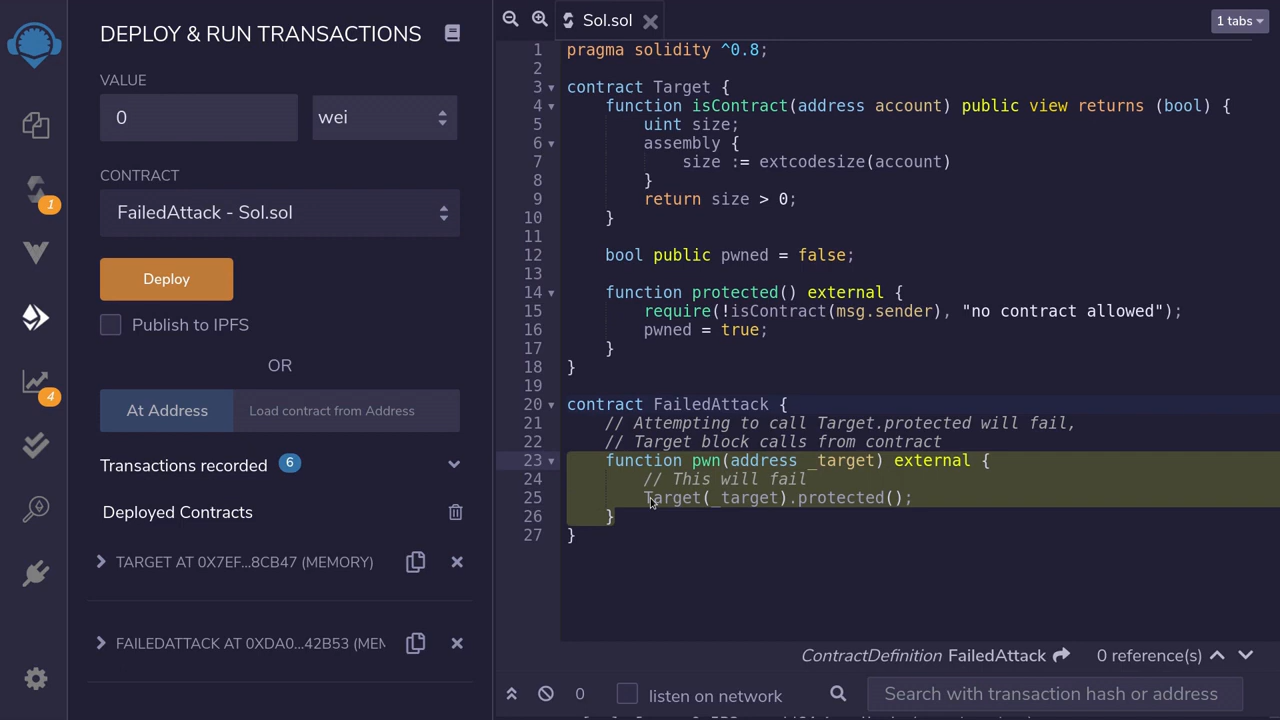 DEPLOY & RUN TRANSACTIONS
VALUE
0
wei
CONTRACT
FailedAttack - Sol.sol
Deploy
Publish to IPFS
OR
At Address
Load contract from Address
Transactions recorded 6
Deployed Contracts
TARGET AT 0X7EF...8CB47 (MEMORY)
FAILEDATTACK AT 0XDA0...42B53 (MEM
1
4
Sol.sol
1 tabs
1 pragma solidity ^0.8;
2
3 contract Target {
4 function isContract(address account) public view returns (bool) {
5 uint size;
6 assembly {
7 size := extcodesize(account)
8 }
9 return size > 0;
10 }
11
12 bool public pwned = false;
13
14 function protected() external {
15 require(!isContract(msg.sender), "no contract allowed");
16 pwned = true;
17 }
18 }
19
20 contract FailedAttack {
21 // Attempting to call Target.protected will fail,
22 // Target block calls from contract
23 function pwn(address _target) external {
24 // This will fail
25 Target(_target).protected();
26 }
27 }
ContractDefinition FailedAttack 0 reference(s)
0
listen on network
Search with transaction hash or address